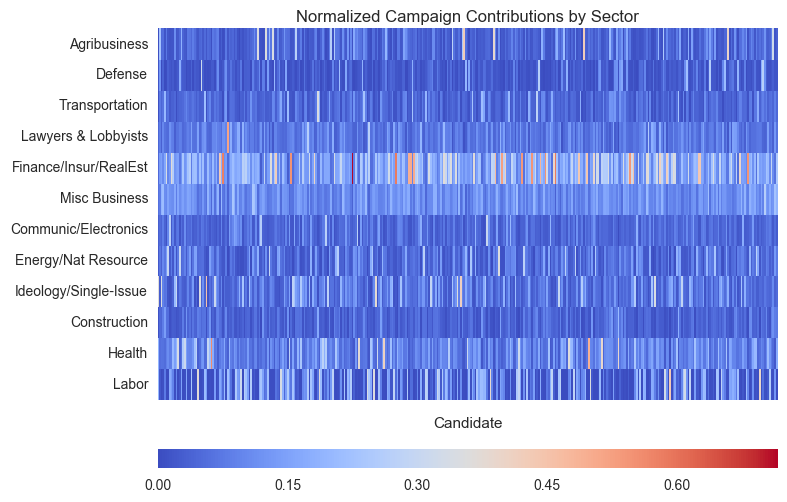 Normalized Campaign Contributions by Sector
Agribusiness
Defense
Transportation
Lawyers & Lobbyists
Finance/Insur/RealEst
Misc Business
Communic/Electronics
Energy/Nat Resource
Ideology/Single-Issue
Construction
Health
Labor
Candidate
0.00 0.15 0.30 0.45 0.60